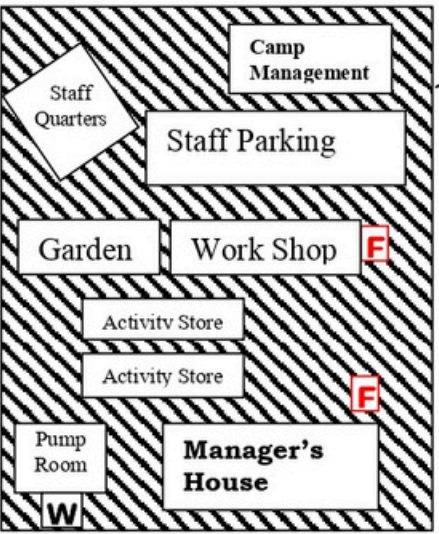 Camp
Management
Staff
Quarters
Staff Parking
Garden
Work Shop
F
Activity Store
Activity Store
F
Pump
Room
Manager's
House
W